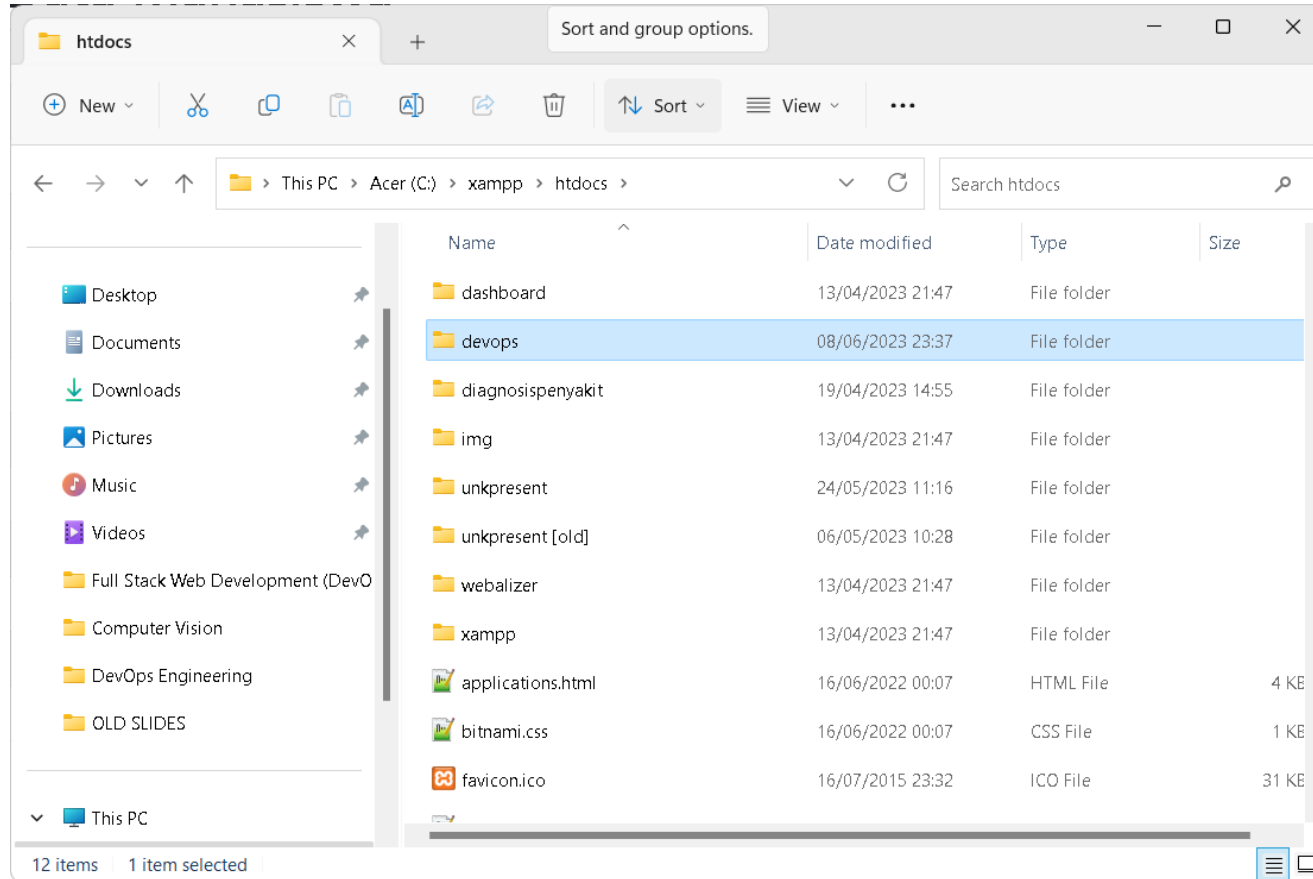 htdocs
Sort and group options.
New
Sort
View
This PC > Acer (C:) > xampp > htdocs >
Search htdocs
Desktop
Documents
Downloads
Pictures
Music
Videos
Full Stack Web Development (DevO
Computer Vision
DevOps Engineering
OLD SLIDES
This PC
Name Date modified Type Size
dashboard 13/04/2023 21:47 File folder
devops 08/06/2023 23:37 File folder
diagnosispenyakit 19/04/2023 14:55 File folder
img 13/04/2023 21:47 File folder
unkpresent 24/05/2023 11:16 File folder
unkpresent [old] 06/05/2023 10:28 File folder
webalizer 13/04/2023 21:47 File folder
xampp 13/04/2023 21:47 File folder
applications.html 16/06/2022 00:07 HTML File 4 KB
bitnami.css 16/06/2022 00:07 CSS File 1 KB
favicon.ico 16/07/2015 23:32 ICO File 31 KB
12 items 1 item selected